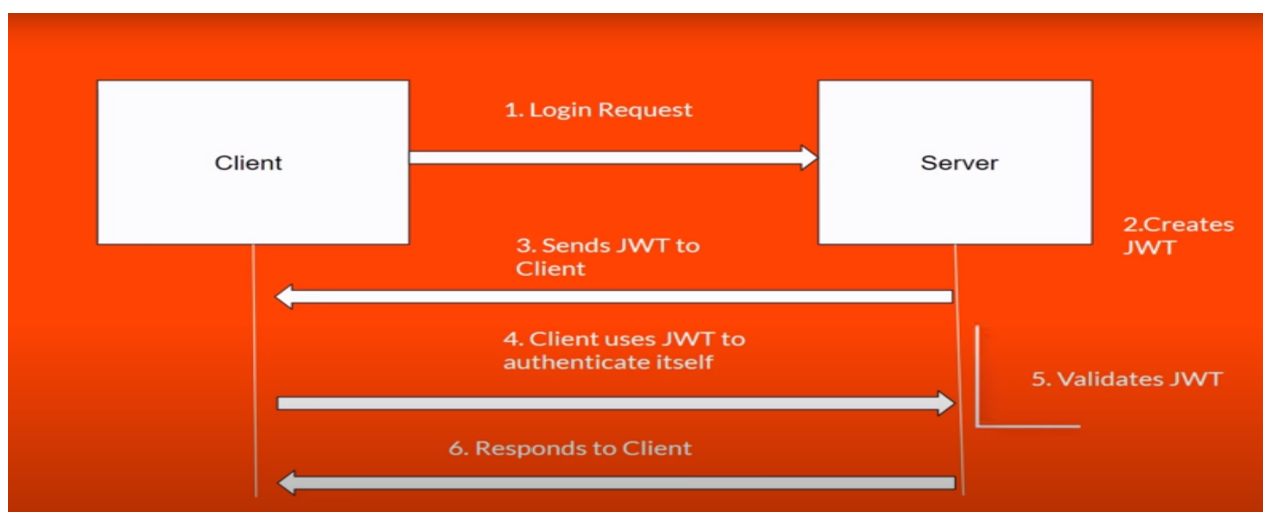 1. Login Request
Client
Server
2.Creates
JWT
3. Sends JWT to
Client
4. Client uses JWT to
authenticate itself
5. Validates JWT
6. Responds to Client